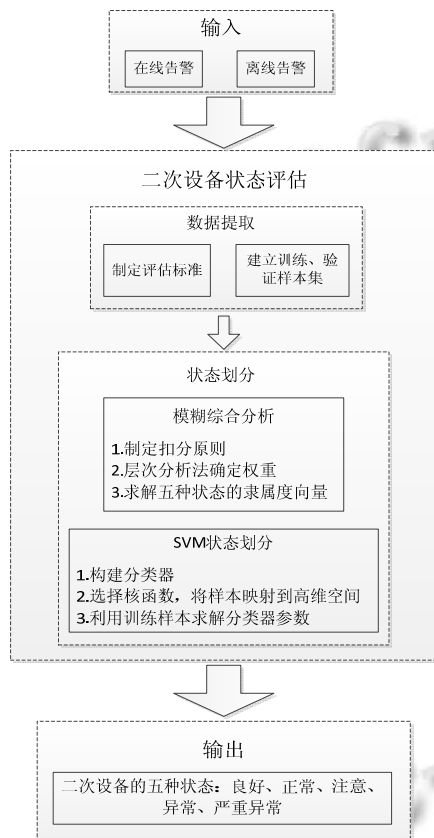 输入
在线告警
离线告警
二次设备状态评估
数据提取
制定评估标准
建立训练、验
证样本集
状态划分
模糊综合分析
1.制定扣分原则
2.层次分析法确定权重
3.求解五种状态的隶属度向量
SVM状态划分
1.构建分类器
2.选择核函数，将样本映射到高维空间
3.利用训练样本求解分类器参数
输出
二次设备的五种状态：良好、正常、注意、
异常、严重异常